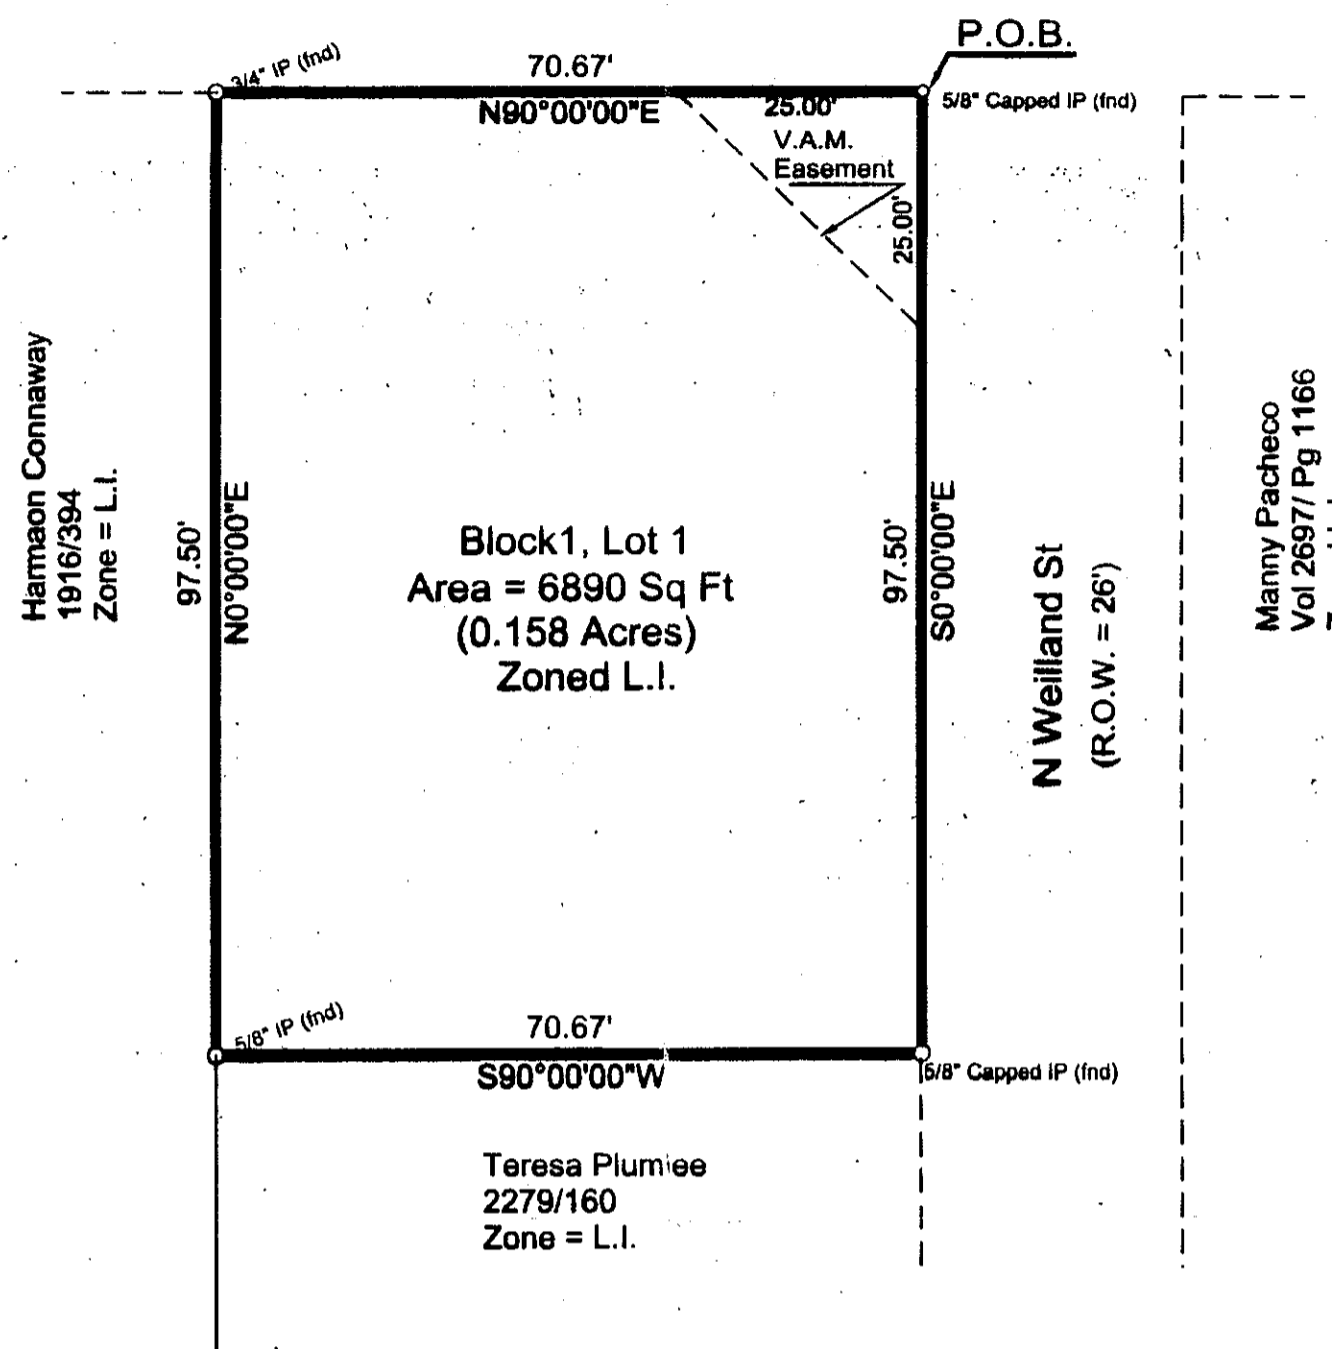 P.O.B.
3/4" IP (fnd)
70.67'
N90°00'00"E
25.00'
5/8" Capped IP (fnd)
V.A.M.
Easement
25.00'
Harmaon Connaway
1916/394
Zone = L.I.
97.50'
N0°00'00"E
Block1, Lot 1
Area = 6890 Sq Ft
(0.158 Acres)
Zoned L.I.
97.50'
S0°00'00"E
N Weilland St
(R.O.W. = 26')
Manny Pacheco
Vol 2697/ Pg 1166
5/8" IP (fnd)
70.67'
S90°00'00"W
5/8" Capped IP (fnd)
Teresa Plumlee
2279/160
Zone = L.I.